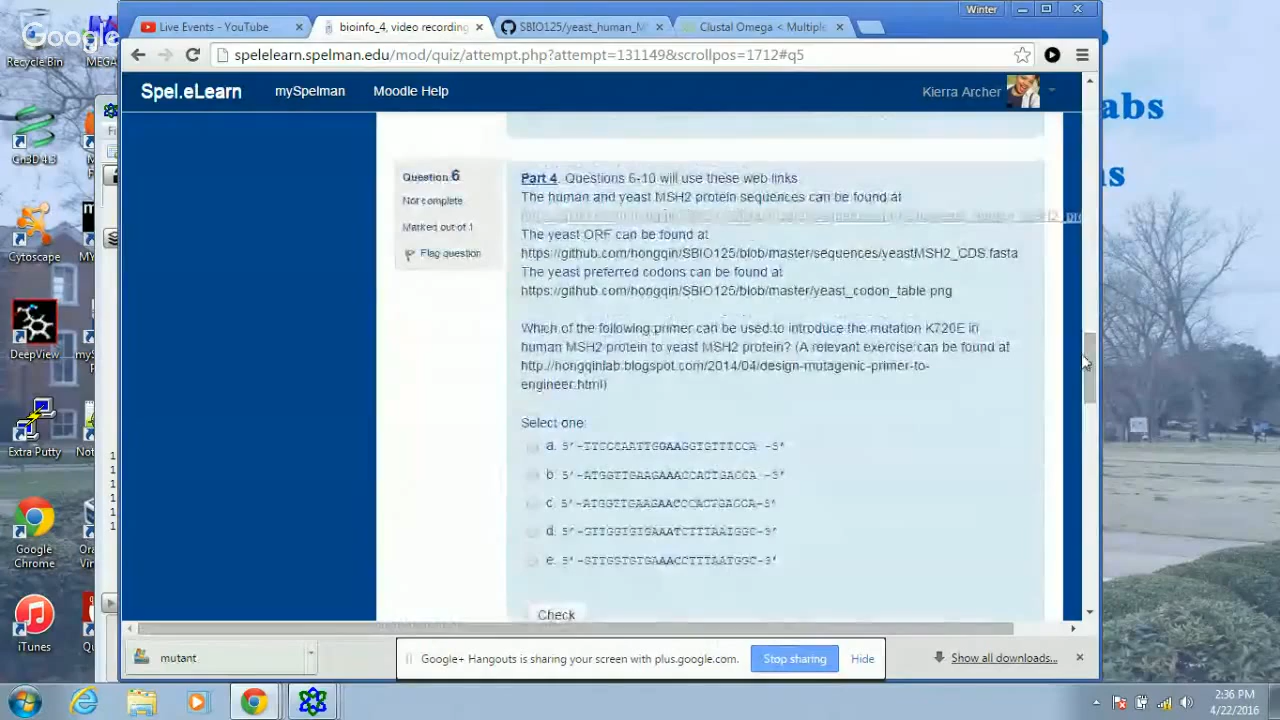 Live Events - YouTube
bioinfo_4, video recording
SBIO125/yeast_human_M
Clustal Omega < Multiple
Winter
Google
Recycle Bin
MEGA
spelelearn.spelman.edu/mod/quiz/attempt.php?attempt=131149&scrollpos=1712#q5
Spel.eLearn
mySpelman
Moodle Help
Kierra Archer
abs
Cn3D 4.3
Question 6
Not complete
Marked out of 1
Flag question
Part 4. Questions 6-10 will use these web links.
The human and yeast MSH2 protein sequences can be found at
The yeast ORF can be found at
https://github.com/hongqin/SBIO125/blob/master/sequences/yeastMSH2_CDS.fasta
The yeast preferred codons can be found at
https://github.com/hongqin/SBIO125/blob/master/yeast_codon_table.png
Which of the following primer can be used to introduce the mutation K720E in
human MSH2 protein to yeast MSH2 protein? (A relevant exercise can be found at
http://hongqinlab.blogspot.com/2014/04/design-mutagenic-primer-to-
engineer.html)
Select one:
a.
b. 5'-ATGGTTGAAGAAACCACTGACCA -3'
c. 5'-ATGGTTGAAGAACCCACTGACCA-3'
d.
e.
Check
Cytoscape
DeepView
Extra Putty
Google
Chrome
iTunes
mutant
Google+ Hangouts is sharing your screen with plus.google.com.
Stop sharing
Hide
Show all downloads...
2:36 PM
4/22/2016